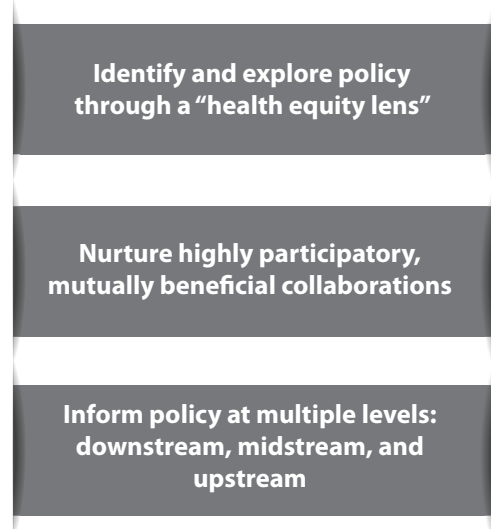 Identify and explore policy
through a “health equity lens”
Nurture highly participatory,
mutually beneficial collaborations
Inform policy at multiple levels:
downstream, midstream, and
upstream